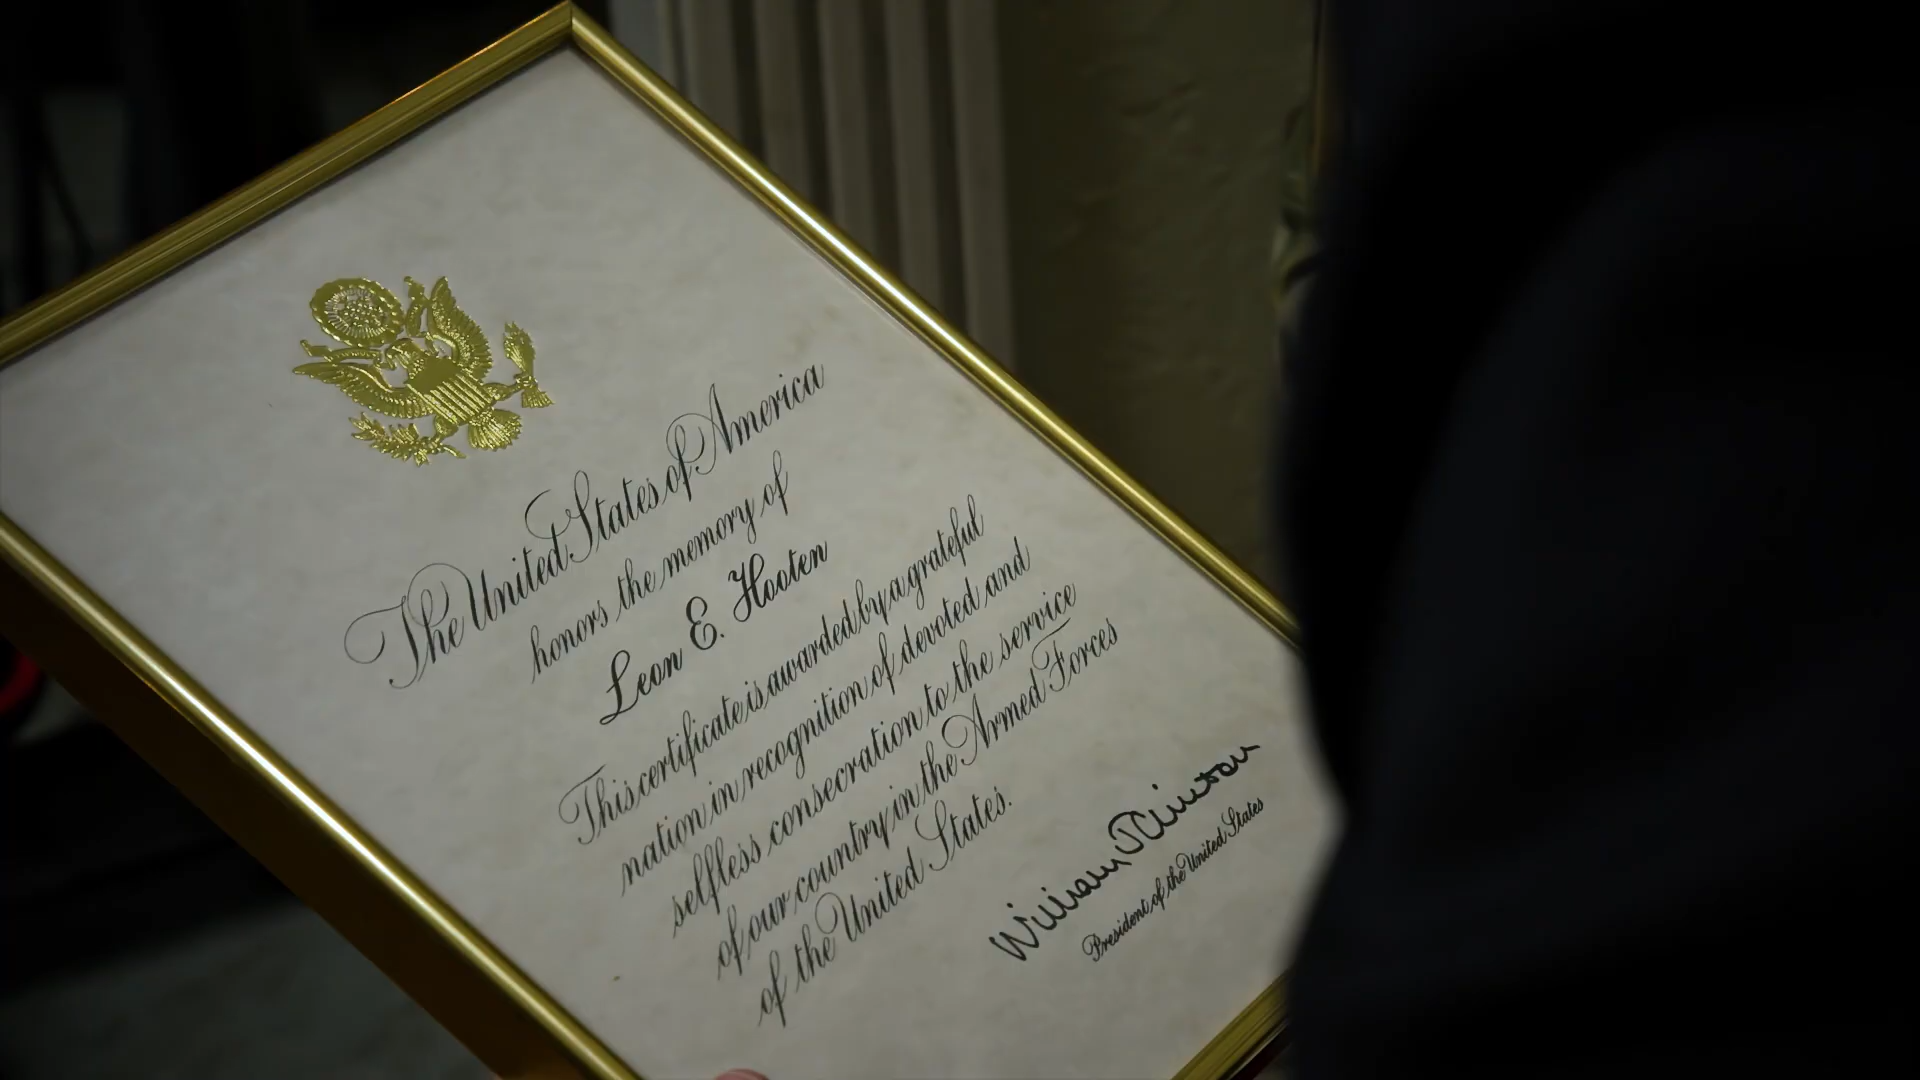 The United States of America
honors the memory of
Leon E. Hooten
This certificate is awarded by a grateful
nation in recognition of devoted and
selfless consecration to the service
of our country in the Armed Forces
of the United States.
William J Clinton
President of the United States